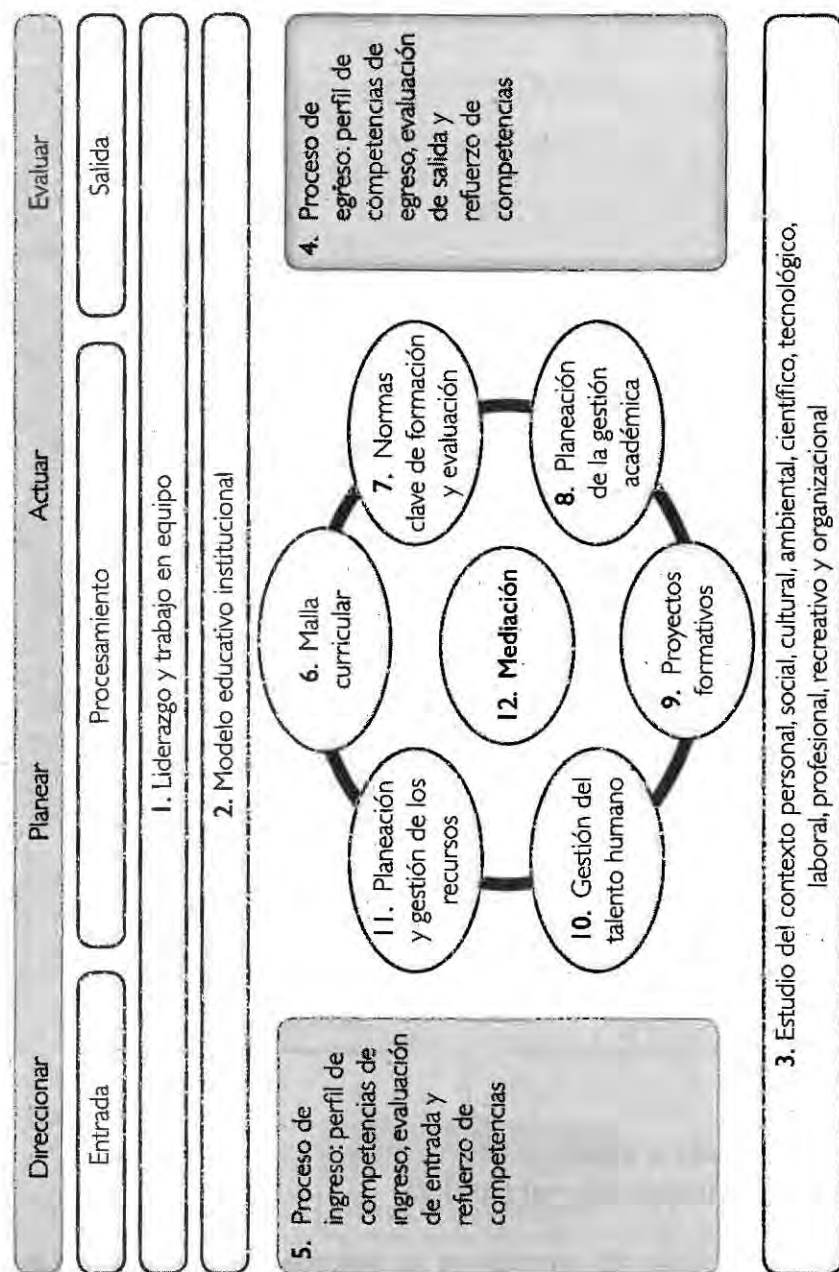 Direccionar
Planear
Actuar
Evaluar
Entrada
Procesamiento
Salida
1. Liderazgo y trabajo en equipo
2. Modelo educativo institucional
5. Proceso de
ingreso: perfil de
competencias de
ingreso, evaluación
de entrada y
refuerzo de
competencias
6. Malla
curricular
7. Normas
clave de formación
y evaluación
8. Planeación
de la gestión
académica
9. Proyectos
formativos
10. Gestión del
talento humano
11. Planeación
y gestión de los
recursos
12. Mediación
4. Proceso de
egreso: perfil de
competencias de
egreso, evaluación
de salida y
refuerzo de
competencias
3. Estudio del contexto personal, social, cultural, ambiental, científico, tecnológico,
laboral, profesional, recreativo y organizacional